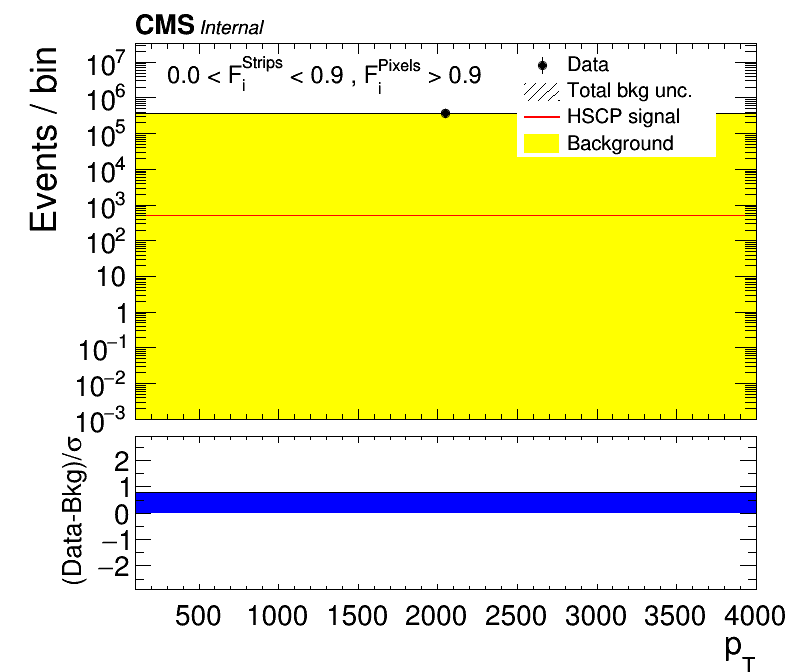 CMS Internal
Events / bin
10^7
10^6
10^5
10^4
10^3
10^2
10
1
10^−1
10^−2
10^−3
0.0 < F_i^Strips < 0.9 , F_i^Pixels > 0.9
Data
Total bkg unc.
HSCP signal
Background
(Data-Bkg)/σ
2
1
0
−1
−2
500 1000 1500 2000 2500 3000 3500 4000
p_T